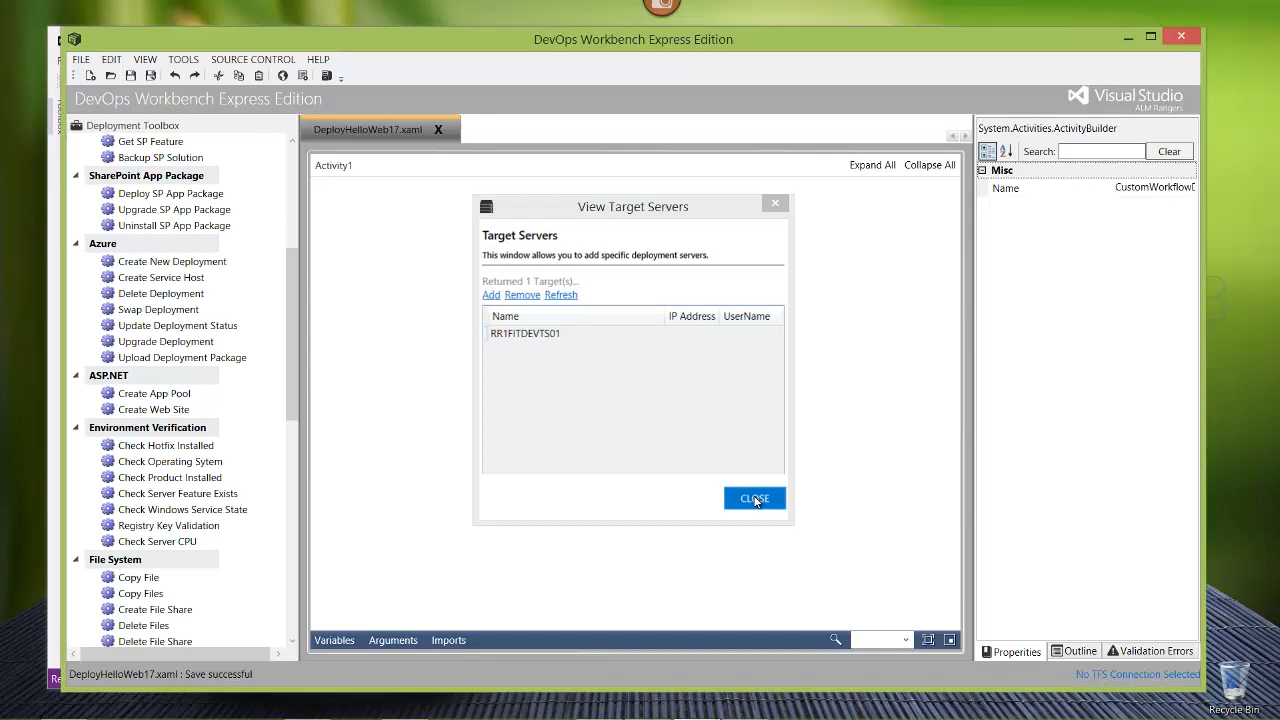 DevOps Workbench Express Edition
FILE EDIT VIEW TOOLS SOURCE CONTROL HELP
DevOps Workbench Express Edition
Visual Studio
ALM Rangers
Deployment Toolbox
Get SP Feature
Backup SP Solution
SharePoint App Package
Deploy SP App Package
Upgrade SP App Package
Uninstall SP App Package
Azure
Create New Deployment
Create Service Host
Delete Deployment
Swap Deployment
Update Deployment Status
Upgrade Deployment
Upload Deployment Package
ASP.NET
Create App Pool
Create Web Site
Environment Verification
Check Hotfix Installed
Check Operating Sytem
Check Product Installed
Check Server Feature Exists
Check Windows Service State
Registry Key Validation
Check Server CPU
File System
Copy File
Copy Files
Create File Share
Delete Files
Delete File Share
DeployHelloWeb17.xaml X
Activity1 Expand All Collapse All
View Target Servers
Target Servers
This window allows you to add specific deployment servers.
Returned 1 Target(s)...
Add Remove Refresh
Name IP Address UserName
RR1FITDEVTS01
CLOSE
Variables Arguments Imports
System.Activities.ActivityBuilder
Search: Clear
Misc
Name CustomWorkflow
Properties Outline Validation Errors
DeployHelloWeb17.xaml : Save successful
No TFS Connection Selected
Recycle Bin